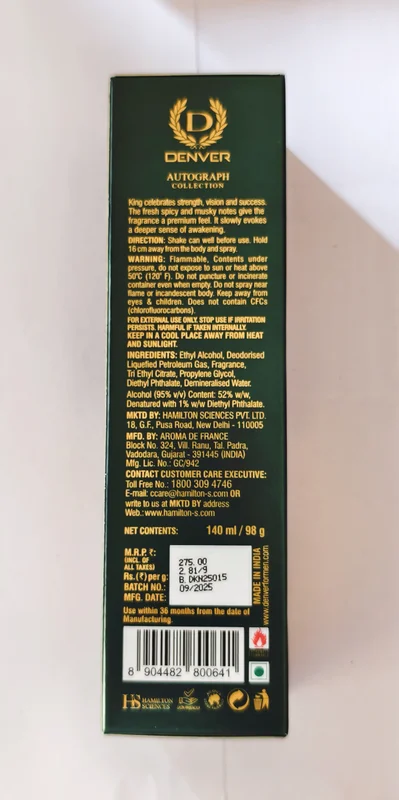 D
DENVER
AUTOGRAPH
COLLECTION
King celebrates strength, vision and success.
The fresh spicy and musky notes give the
fragrance a premium feel. It slowly evokes
a deeper sense of awakening.
DIRECTION: Shake can well before use. Hold
16 cm away from the body and spray.
WARNING: Flammable, Contents under
pressure, do not expose to sun or heat above
50°C (120° F). Do not puncture or incinerate
container even when empty. Do not spray near
flame or incandescent body. Keep away from
eyes & children. Does not contain CFCs
(chlorofluorocarbons).
FOR EXTERNAL USE ONLY. STOP USE IF IRRITATION
PERSISTS. HARMFUL IF TAKEN INTERNALLY.
KEEP IN A COOL PLACE AWAY FROM HEAT
AND SUNLIGHT.
INGREDIENTS: Ethyl Alcohol, Deodorised
Liquefied Petroleum Gas, Fragrance,
Tri Ethyl Citrate, Propylene Glycol,
Diethyl Phthalate, Demineralised Water.
Alcohol (95% v/v) Content: 52% w/w,
Denatured with 1% w/w Diethyl Phthalate.
MKTD BY: HAMILTON SCIENCES PVT. LTD.
18, G.F., Pusa Road, New Delhi - 110005
MFD. BY: AROMA DE FRANCE
Block No. 324, Vill. Ranu, Tal. Padra,
Vadodara, Gujarat - 391445 (INDIA)
Mfg. Lic. No.: GC/942
CONTACT CUSTOMER CARE EXECUTIVE:
Toll Free No.: 1800 309 4746
E-mail: ccare@hamilton-s.com OR
write to us at MKTD BY address
Web.: www.hamilton-s.com
NET CONTENTS: 140 ml / 98 g
M.R.P. ₹: 275.00
(INCL. OF
ALL TAXES)
Rs. (₹) per g: 2.81/9
BATCH NO.: B.DKN25015
MFG. DATE: 09/2025
MADE IN INDIA
www.denverformen.com
Use within 36 months from the date of
Manufacturing.
8 904482 800641
HS HAMILTON
SCIENCES